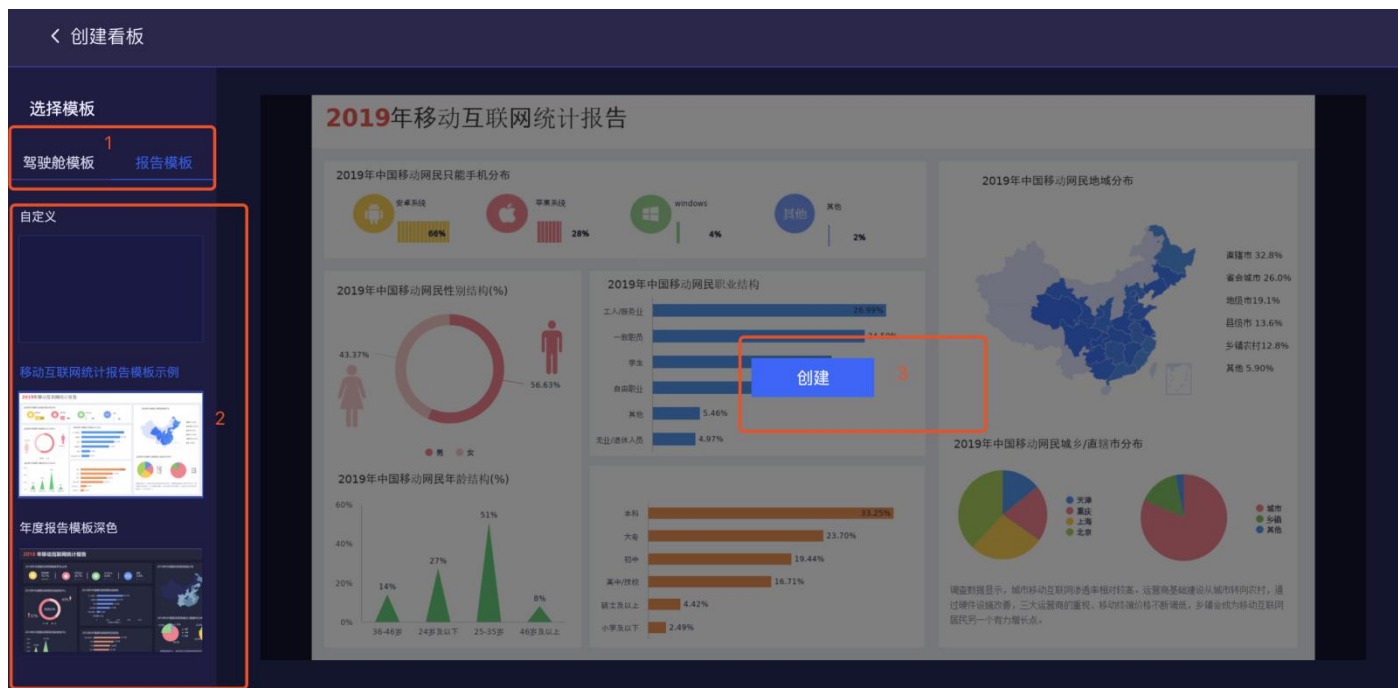 创建看板
选择模板
1
驾驶舱模板 报告模板
自定义
移动互联网统计报告模板示例
2
年度报告模板深色
2019年移动互联网统计报告
2019年中国移动网民只能手机分布
安卓系统
66%
苹果系统
28%
windows
4%
其他
其他
2%
2019年中国移动网民性别结构(%)
43.37%
56.63%
男 女
2019年中国移动网民职业结构
工人/服务业 26.99%
一般职员 24.50%
学生
自由职业
其他 5.46%
无业/退休人员 4.97%
创建
3
2019年中国移动网民年龄结构(%)
60%
40%
20%
0%
14%
27%
51%
8%
36-46岁 24岁及以下 25-35岁 46岁及以上
本科 33.25%
大专 23.70%
初中 19.44%
高中/技校 16.71%
硕士及以上 4.42%
小学及以下 2.49%
2019年中国移动网民地域分布
直辖市 32.8%
省会城市 26.0%
地级市19.1%
县级市 13.6%
乡镇农村12.8%
其他 5.90%
2019年中国移动网民城乡/直辖市分布
天津
重庆
上海
北京
城市
乡镇
其他
调查数据显示，城市移动互联网渗透率相对较高，运营商基础建设从城市转向农村，通
过硬件设施改善，三大运营商的重视、移动终端价格不断调低，乡镇会成为移动互联网
居民另一个有力增长点。